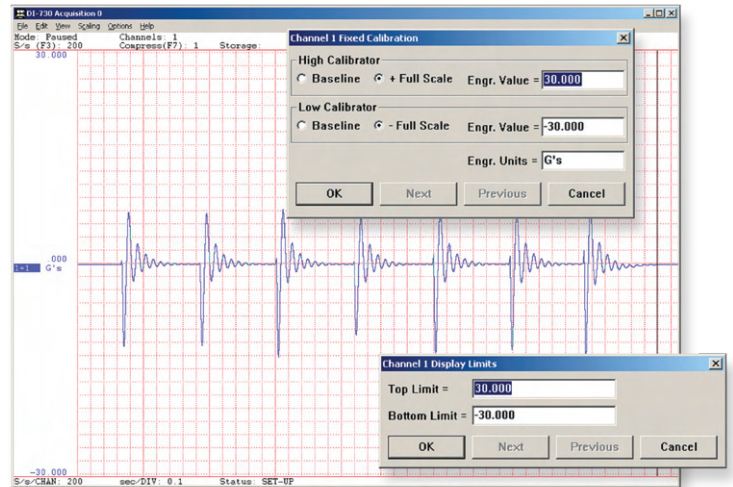 DI-730 Acquisition 0
File Edit View Scaling Options Help
Mode: Paused Channels: 1
S/s (F3): 200 Compress(F7): 1 Storage:
30.000
Channel 1 Fixed Calibration
High Calibrator
Baseline + Full Scale Engr. Value = 30.000
Low Calibrator
Baseline - Full Scale Engr. Value = -30.000
Engr. Units = G's
OK Next Previous Cancel
.000
1=1 G's
Channel 1 Display Limits
Top Limit = 30.000
Bottom Limit = -30.000
OK Next Previous Cancel
-30.000
S/s/CHAN: 200 sec/DIV: 0.1 Status: SET-UP